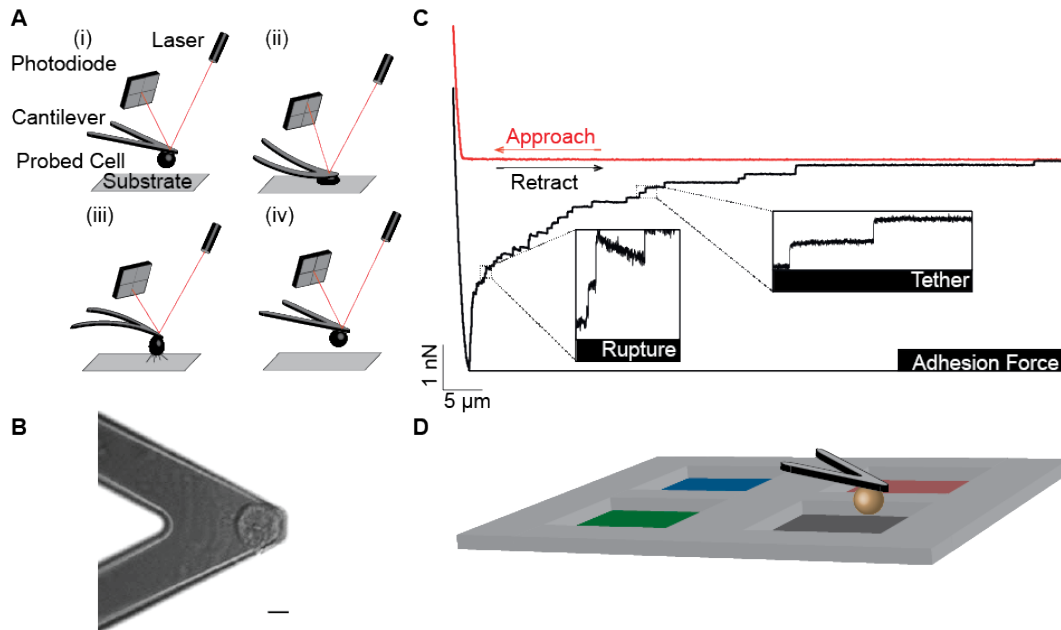 A
(i)
(ii)
Laser
Photodiode
Cantilever
Probed Cell
Substrate
(iii)
(iv)
B
C
Approach
Retract
Rupture
Tether
Adhesion Force
1 nN
5 µm
D